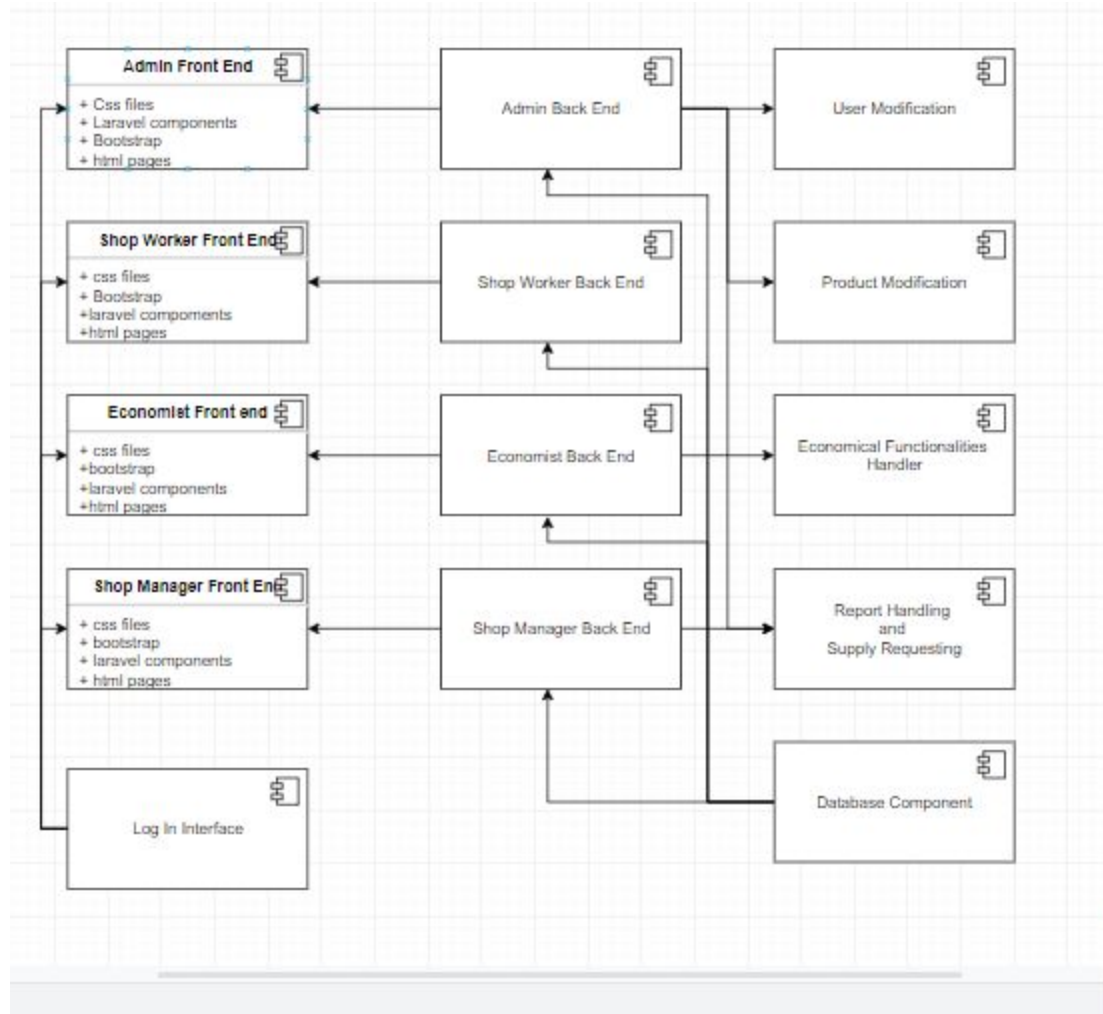 Admin Front End
+ Css files
+ Laravel components
+ Bootstrap
+ html pages
Admin Back End
User Modification
Shop Worker Front End
+ css files
+ Bootstrap
+laravel compoments
+html pages
Shop Worker Back End
Product Modification
Economist Front end
+ css files
+bootstrap
+laravel components
+html pages
Economist Back End
Economical Functionalities
Handler
Shop Manager Front End
+ css files
+ bootstrap
+ laravel components
+ html pages
Shop Manager Back End
Report Handling
and
Supply Requesting
Log In Interface
Database Component